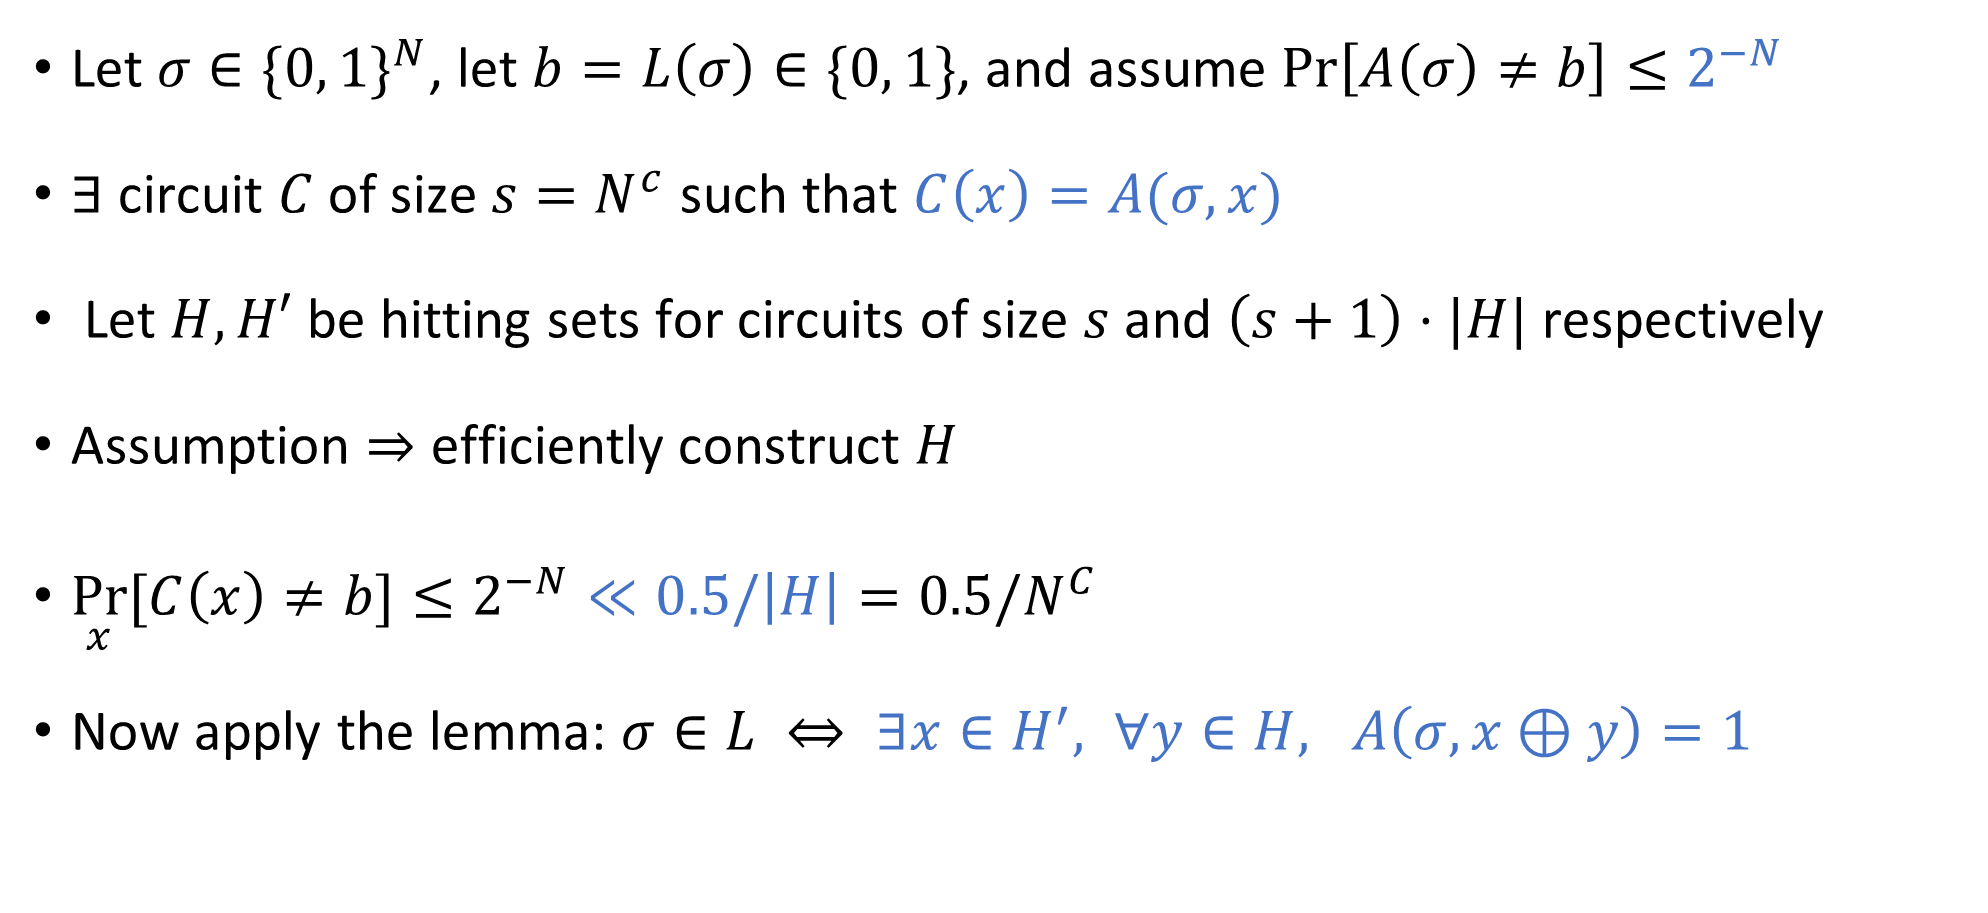 • Let σ ∈ {0, 1}^N, let b = L(σ) ∈ {0, 1}, and assume Pr[A(σ) ≠ b] ≤ 2^{−N}
• ∃ circuit C of size s = N^c such that C(x) = A(σ, x)
• Let H, H′ be hitting sets for circuits of size s and (s + 1) ⋅ |H| respectively
• Assumption ⇒ efficiently construct H
• Pr_x[C(x) ≠ b] ≤ 2^{−N} ≪ 0.5/|H| = 0.5/N^C
• Now apply the lemma: σ ∈ L ⇔ ∃x ∈ H′, ∀y ∈ H, A(σ, x ⊕ y) = 1